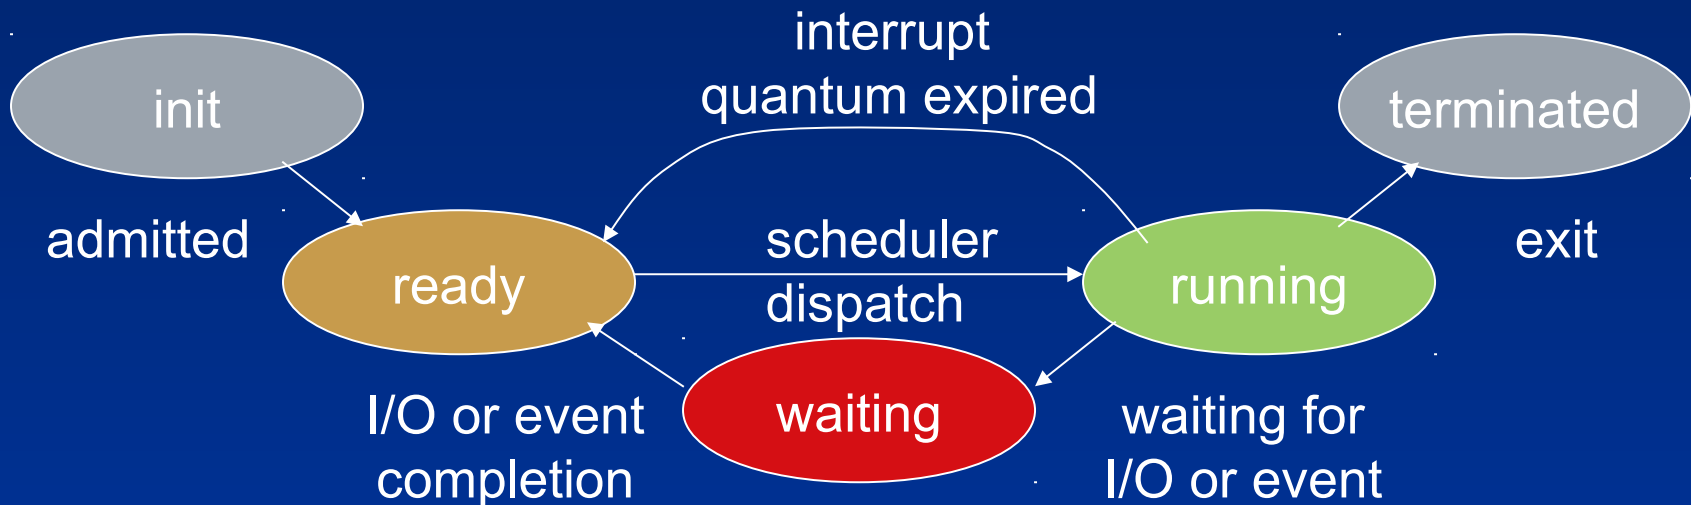 interrupt
quantum expired
init
terminated
admitted
scheduler
dispatch
exit
ready
running
I/O or event
completion
waiting
waiting for
I/O or event